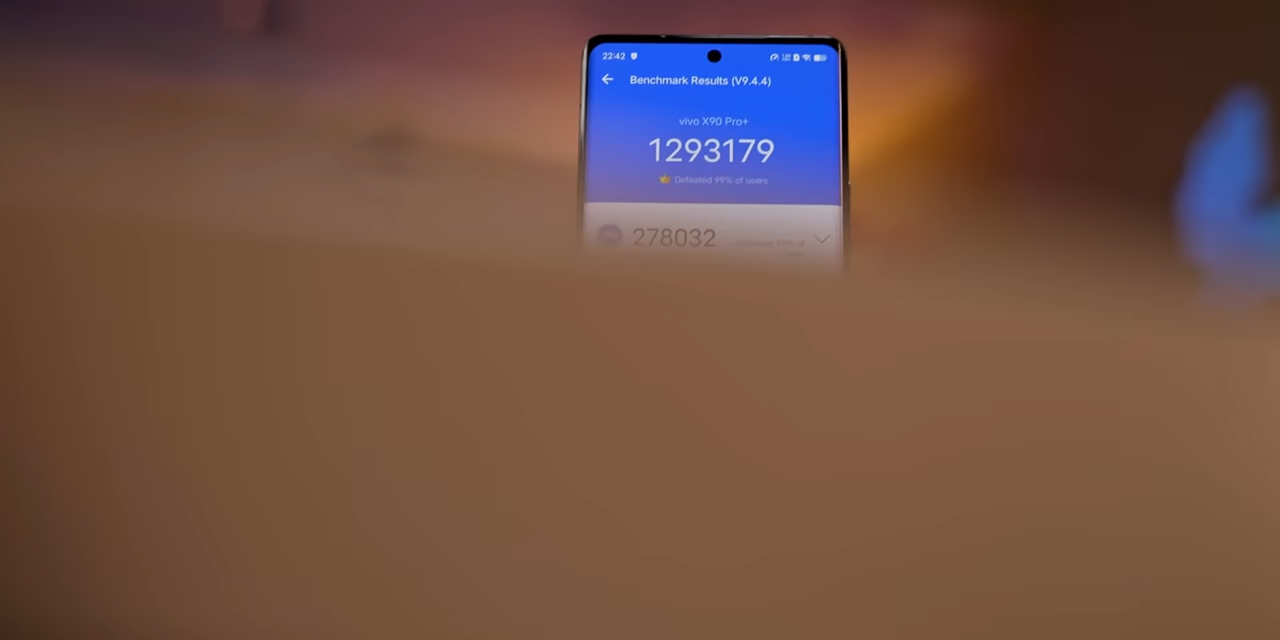 22:42
Benchmark Results (V9.4.4)
vivo X90 Pro+
1293179
Defeated 99% of users
278032